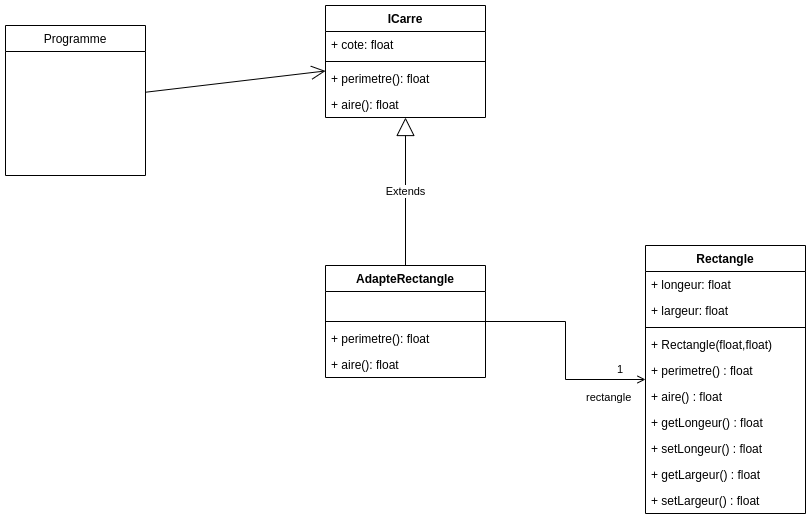 Programme
ICarre
+ cote: float
+ perimetre(): float
+ aire(): float
Extends
AdapteRectangle
+ perimetre(): float
+ aire(): float
1
rectangle
Rectangle
+ longeur: float
+ largeur: float
+ Rectangle(float,float)
+ perimetre() : float
+ aire() : float
+ getLongeur() : float
+ setLongeur() : float
+ getLargeur() : float
+ setLargeur() : float